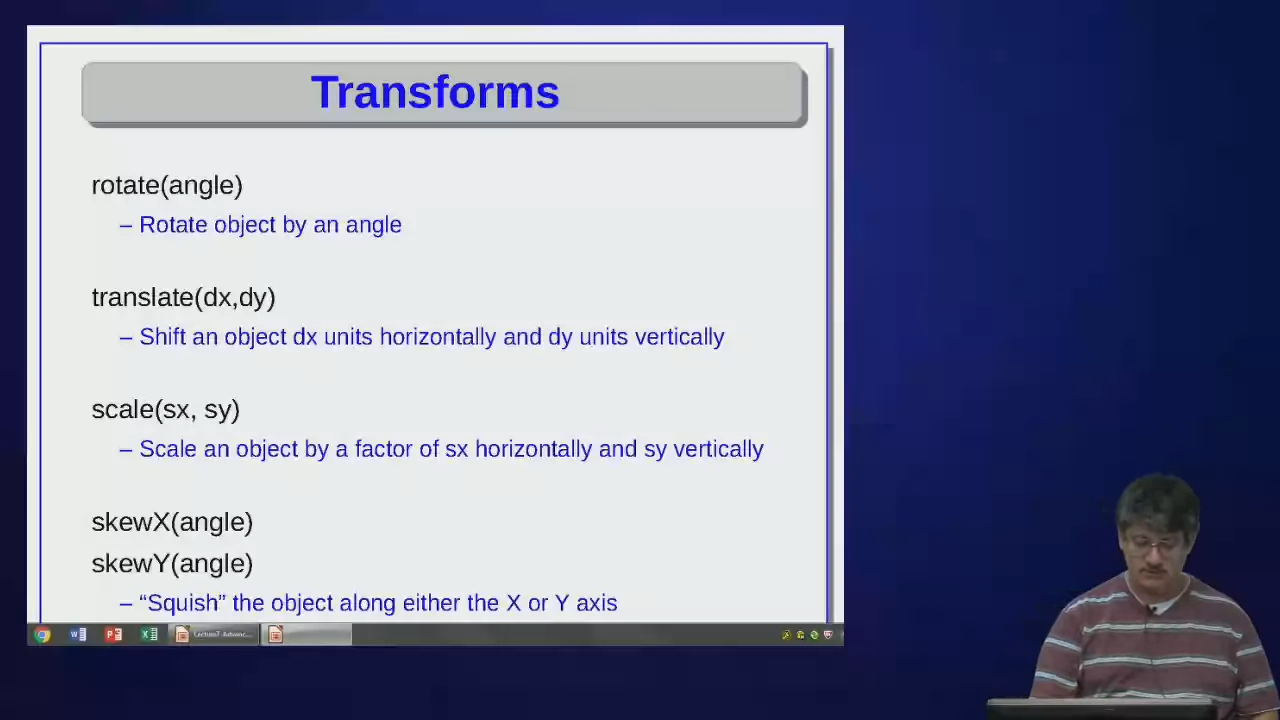 Transforms
rotate(angle)
– Rotate object by an angle
translate(dx,dy)
– Shift an object dx units horizontally and dy units vertically
scale(sx, sy)
– Scale an object by a factor of sx horizontally and sy vertically
skewX(angle)
skewY(angle)
– “Squish” the object along either the X or Y axis
Lecture7-Advanc...